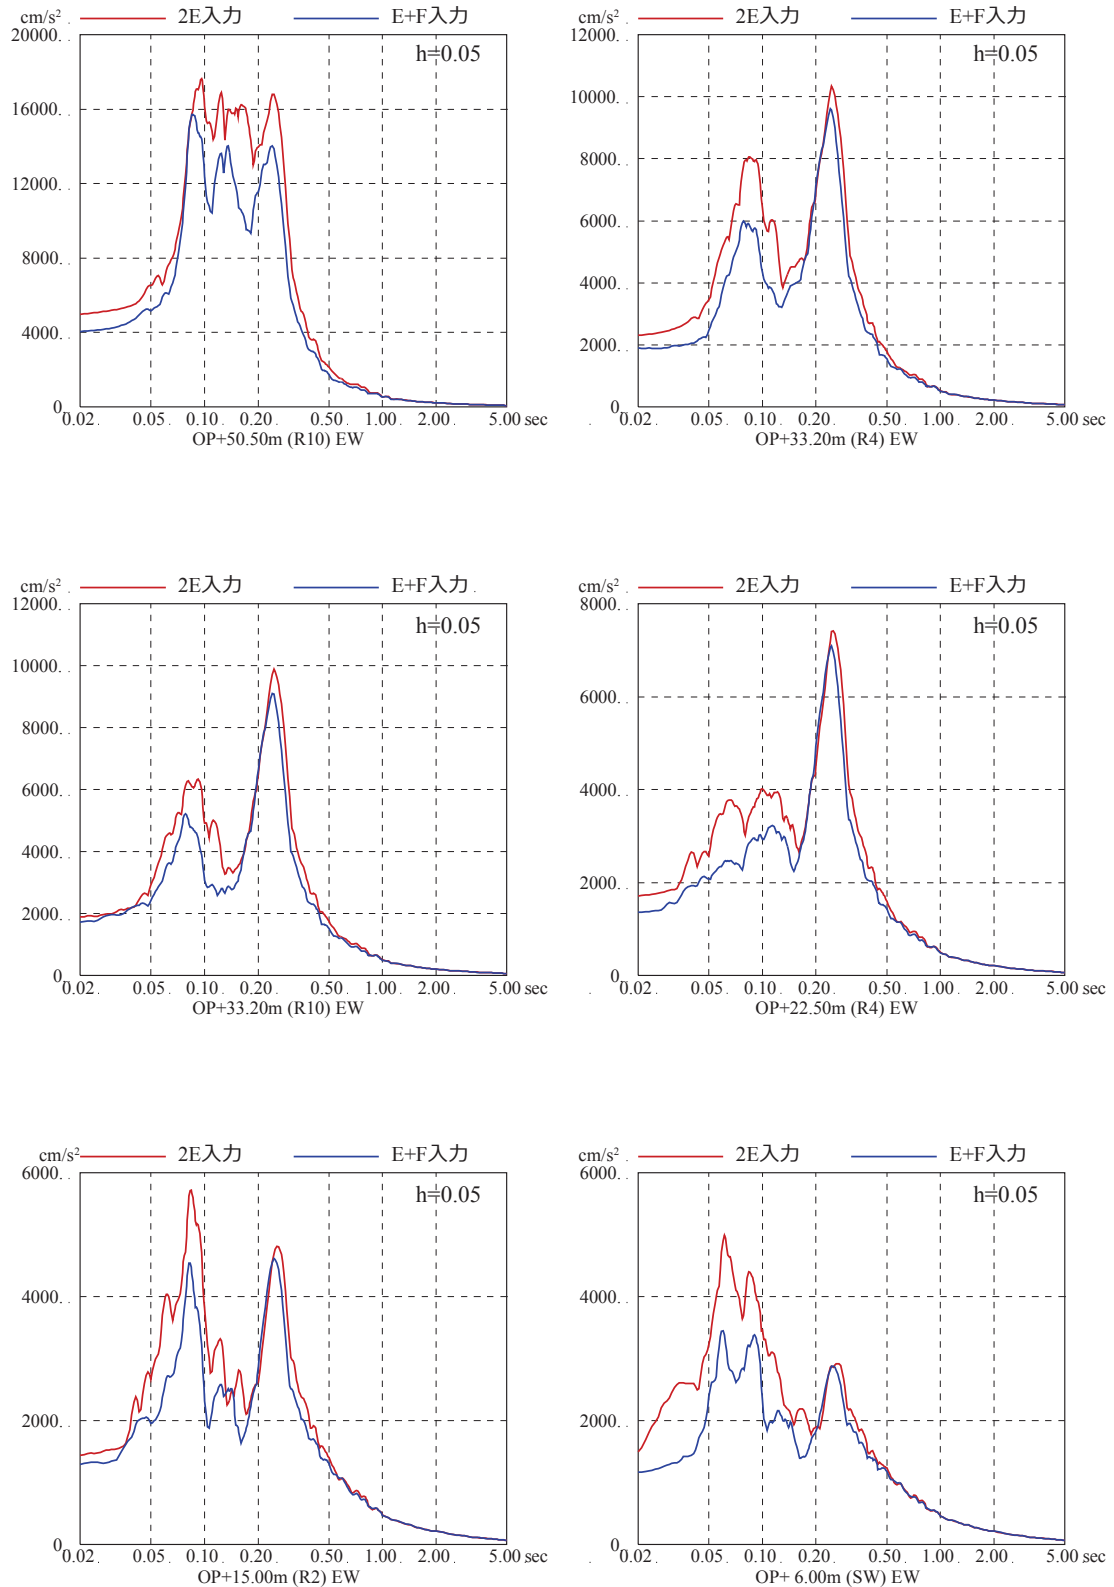 cm/s² 2E入力 E+F入力
h=0.05
20000.
16000.
12000.
8000.
4000.
0.
0.02 0.05 0.10 0.20 0.50 1.00 2.00 5.00 sec
OP+50.50m (R10) EW
cm/s² 2E入力 E+F入力
h=0.05
12000.
10000.
8000.
6000.
4000.
2000.
0.
0.02 0.05 0.10 0.20 0.50 1.00 2.00 5.00 sec
OP+33.20m (R4) EW
cm/s² 2E入力 E+F入力
h=0.05
12000.
10000.
8000.
6000.
4000.
2000.
0.
0.02 0.05 0.10 0.20 0.50 1.00 2.00 5.00 sec
OP+33.20m (R10) EW
cm/s² 2E入力 E+F入力
h=0.05
8000.
6000.
4000.
2000.
0.
0.02 0.05 0.10 0.20 0.50 1.00 2.00 5.00 sec
OP+22.50m (R4) EW
cm/s² 2E入力 E+F入力
h=0.05
6000.
4000.
2000.
0.
0.02 0.05 0.10 0.20 0.50 1.00 2.00 5.00 sec
OP+15.00m (R2) EW
cm/s² 2E入力 E+F入力
h=0.05
6000.
4000.
2000.
0.
0.02 0.05 0.10 0.20 0.50 1.00 2.00 5.00 sec
OP+ 6.00m (SW) EW